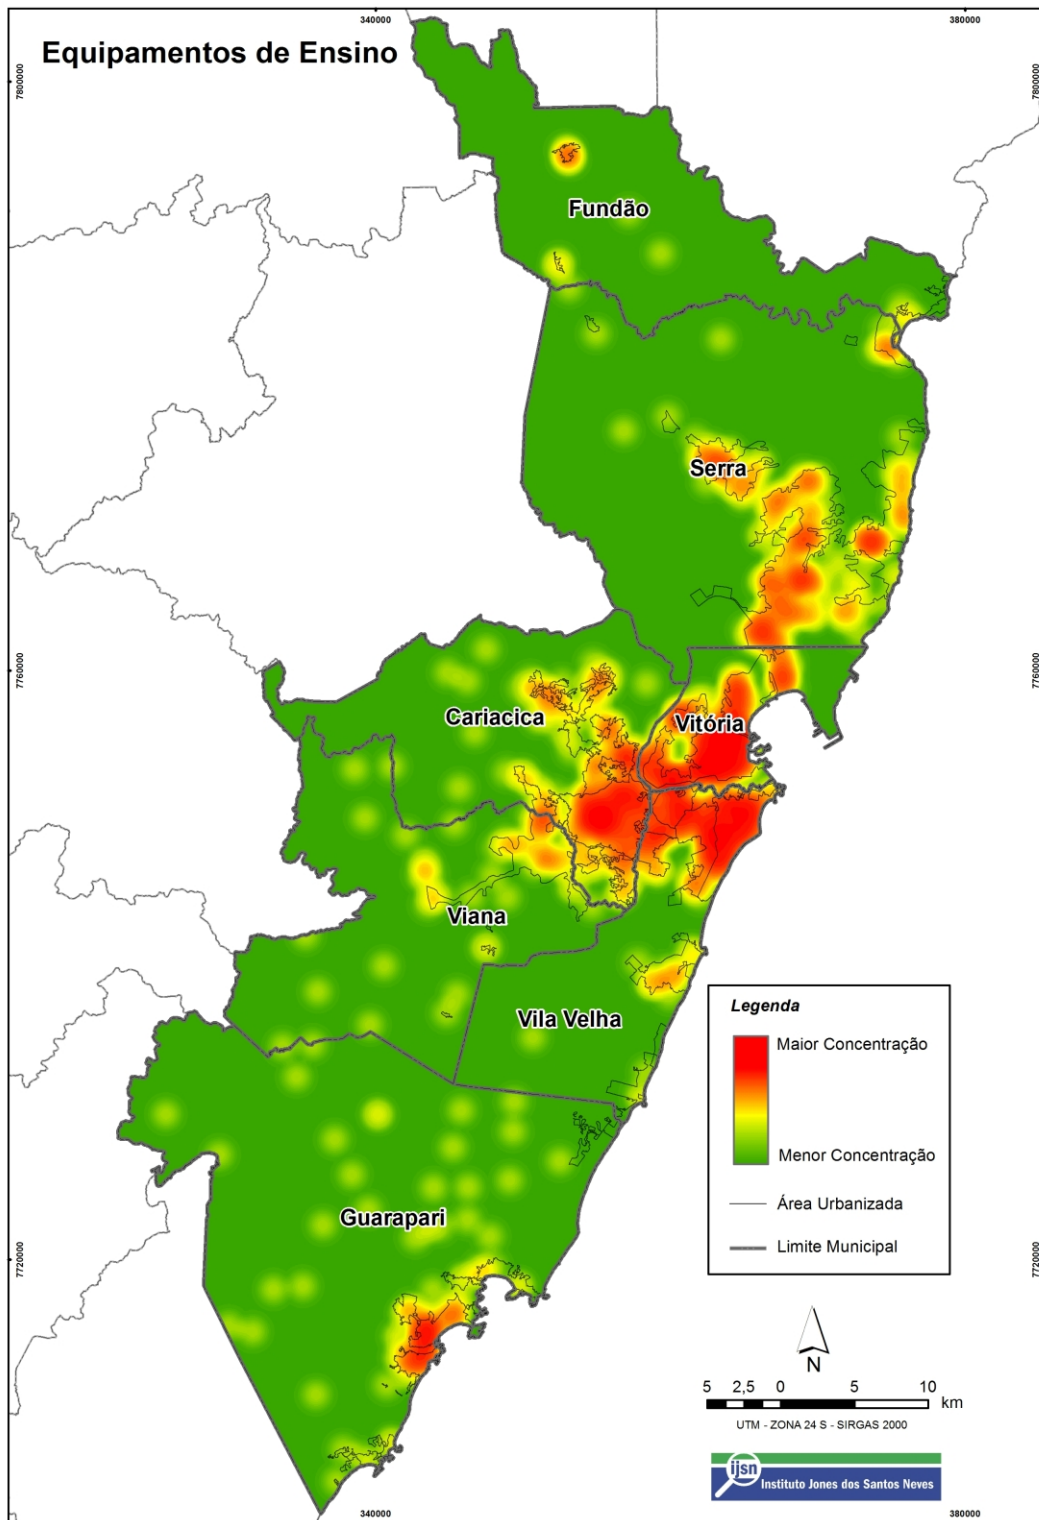 340000
380000
Equipamentos de Ensino
7800000
7800000
Fundão
Serra
7760000
7760000
Cariacica
Vitória
Viana
Vila Velha
Legenda
Maior Concentração
Menor Concentração
Área Urbanizada
Limite Municipal
Guarapari
7720000
7720000
N
5 2,5 0 5 10 km
UTM - ZONA 24 S - SIRGAS 2000
ijsn
Instituto Jones dos Santos Neves
340000
380000